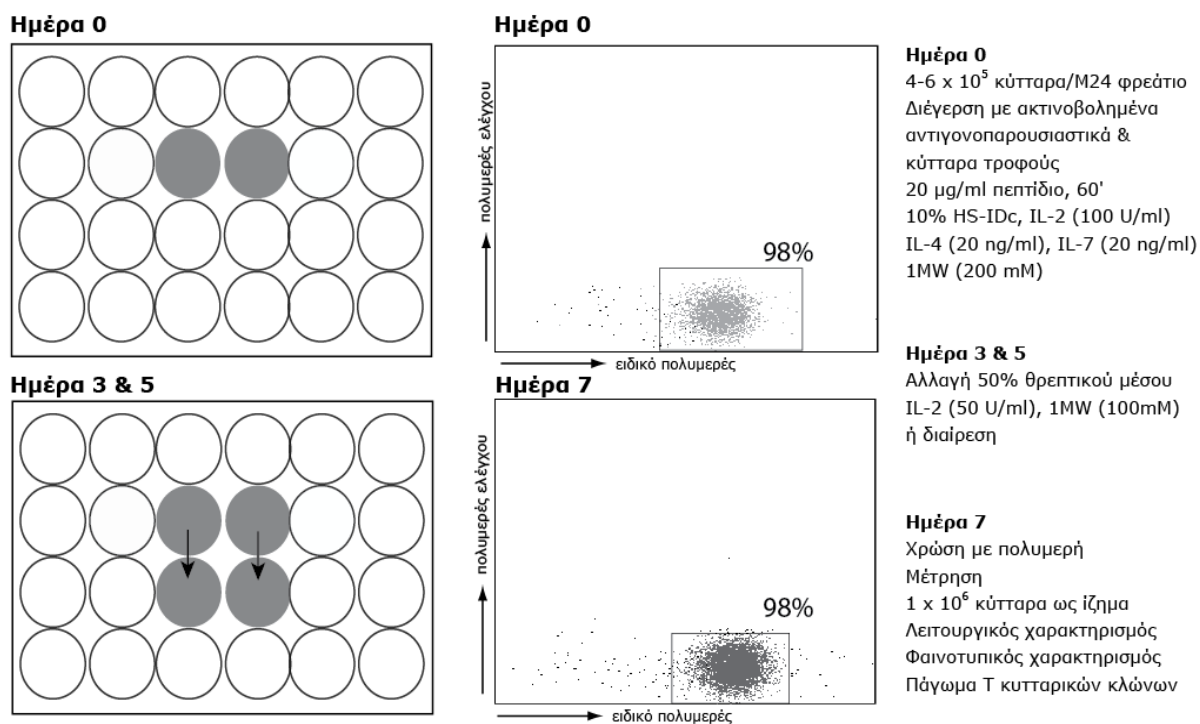 Ημέρα 0
Ημέρα 0
πολυμερές ελέγχου
98%
ειδικό πολυμερές
Ημέρα 0
4-6 x 10⁵ κύτταρα/M24 φρεάτιο
Διέγερση με ακτινοβολημένα
αντιγονοπαρουσιαστικά &
κύτταρα τροφούς
20 μg/ml πεπτίδιο, 60'
10% HS-IDc, IL-2 (100 U/ml)
IL-4 (20 ng/ml), IL-7 (20 ng/ml)
1MW (200 mM)
Ημέρα 3 & 5
Ημέρα 7
πολυμερές ελέγχου
98%
ειδικό πολυμερές
Ημέρα 3 & 5
Αλλαγή 50% θρεπτικού μέσου
IL-2 (50 U/ml), 1MW (100mM)
ή διαίρεση
Ημέρα 7
Χρώση με πολυμερή
Μέτρηση
1 x 10⁶ κύτταρα ως ίζημα
Λειτουργικός χαρακτηρισμός
Φαινοτυπικός χαρακτηρισμός
Πάγωμα Τ κυτταρικών κλώνων